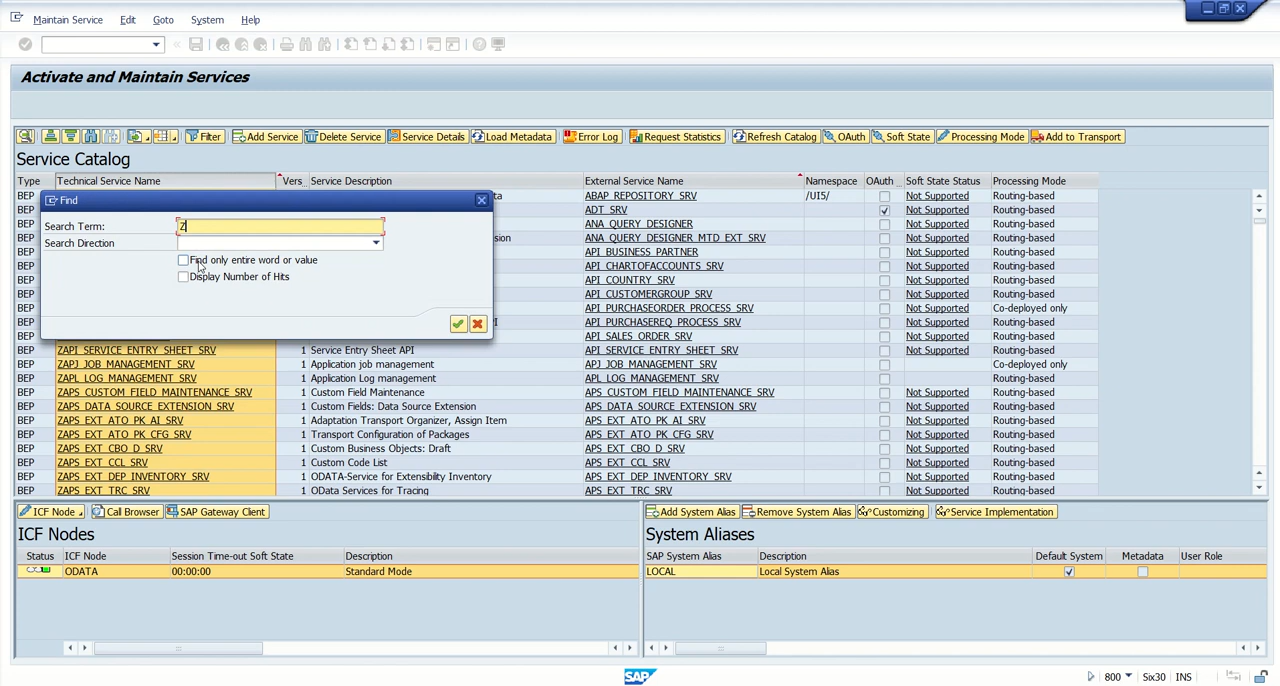 Maintain Service Edit Goto System Help
Activate and Maintain Services
Filter Add Service Delete Service Service Details Load Metadata Error Log Request Statistics Refresh Catalog OAuth Soft State Processing Mode Add to Transport
Service Catalog
Type Technical Service Name Vers... Service Description External Service Name Namespace OAuth ... Soft State Status Processing Mode
BEP ABAP_REPOSITORY_SRV /UI5/ Not Supported Routing-based
BEP ADT_SRV Not Supported Routing-based
BEP ANA_QUERY_DESIGNER Not Supported Routing-based
BEP ANA_QUERY_DESIGNER_MTD_EXT_SRV Not Supported Routing-based
BEP API_BUSINESS_PARTNER Not Supported Routing-based
BEP API_CHARTOFACCOUNTS_SRV Not Supported Routing-based
BEP API_COUNTRY_SRV Not Supported Routing-based
BEP API_CUSTOMERGROUP_SRV Not Supported Routing-based
BEP API_PURCHASEORDER_PROCESS_SRV Not Supported Co-deployed only
BEP API_PURCHASEREQ_PROCESS_SRV Not Supported Routing-based
BEP API_SALES_ORDER_SRV Not Supported Routing-based
Find
Search Term: Z
Search Direction
Find only entire word or value
Display Number of Hits
BEP ZAPI_SERVICE_ENTRY_SHEET_SRV 1 Service Entry Sheet API API_SERVICE_ENTRY_SHEET_SRV Not Supported Routing-based
BEP ZAPJ_JOB_MANAGEMENT_SRV 1 Application job management APJ_JOB_MANAGEMENT_SRV Co-deployed only
BEP ZAPL_LOG_MANAGEMENT_SRV 1 Application Log management APL_LOG_MANAGEMENT_SRV Routing-based
BEP ZAPS_CUSTOM_FIELD_MAINTENANCE_SRV 1 Custom Field Maintenance APS_CUSTOM_FIELD_MAINTENANCE_SRV Not Supported Routing-based
BEP ZAPS_DATA_SOURCE_EXTENSION_SRV 1 Custom Fields: Data Source Extension APS_DATA_SOURCE_EXTENSION_SRV Not Supported Routing-based
BEP ZAPS_EXT_ATO_PK_AI_SRV 1 Adaptation Transport Organizer, Assign Item APS_EXT_ATO_PK_AI_SRV Not Supported Routing-based
BEP ZAPS_EXT_ATO_PK_CFG_SRV 1 Transport Configuration of Packages APS_EXT_ATO_PK_CFG_SRV Not Supported Routing-based
BEP ZAPS_EXT_CBO_D_SRV 1 Custom Business Objects: Draft APS_EXT_CBO_D_SRV Not Supported Routing-based
BEP ZAPS_EXT_CCL_SRV 1 Custom Code List APS_EXT_CCL_SRV Not Supported Routing-based
BEP ZAPS_EXT_DEP_INVENTORY_SRV 1 OData-Service for Extensibility Inventory APS_EXT_DEP_INVENTORY_SRV Not Supported Routing-based
BEP ZAPS_EXT_TRC_SRV 1 OData Services for Tracing APS_EXT_TRC_SRV Not Supported Routing-based
ICF Node Call Browser SAP Gateway Client
ICF Nodes
Status ICF Node Session Time-out Soft State Description
ODATA 00:00:00 Standard Mode
Add System Alias Remove System Alias Customizing Service Implementation
System Aliases
SAP System Alias Description Default System Metadata User Role
LOCAL Local System Alias
SAP 800 Six30 INS